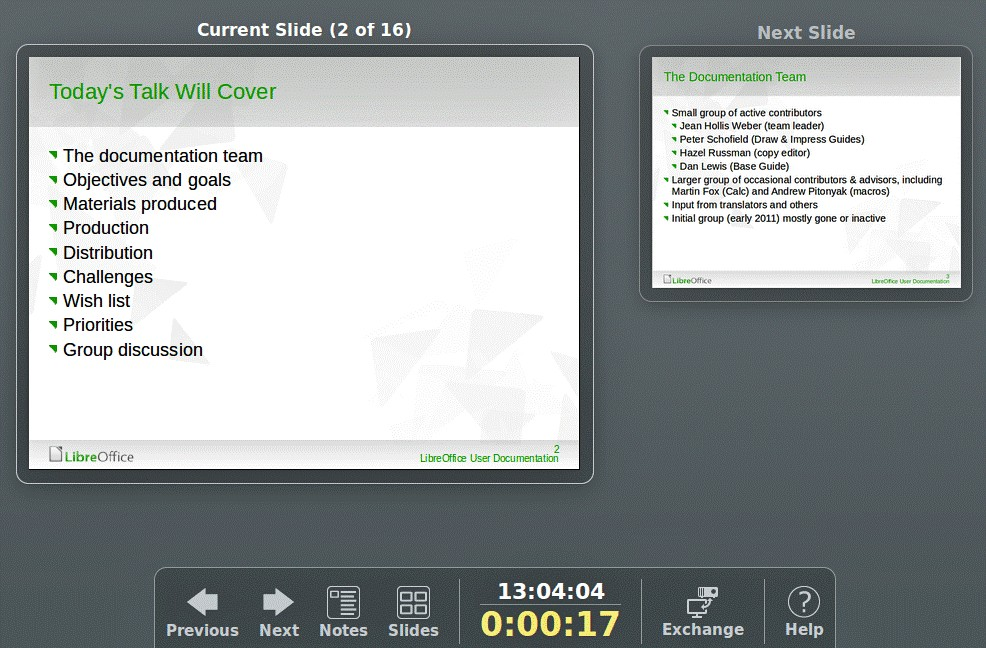 Current Slide (2 of 16)
Today's Talk Will Cover
The documentation team
Objectives and goals
Materials produced
Production
Distribution
Challenges
Wish list
Priorities
Group discussion
LibreOffice
2
LibreOffice User Documentation
Next Slide
The Documentation Team
Small group of active contributors
Jean Hollis Weber (team leader)
Peter Schofield (Draw & Impress Guides)
Hazel Russman (copy editor)
Dan Lewis (Base Guide)
Larger group of occasional contributors & advisors, including
Martin Fox (Calc) and Andrew Pitonyak (macros)
Input from translators and others
Initial group (early 2011) mostly gone or inactive
LibreOffice
3
LibreOffice User Documentation
Previous
Next
Notes
Slides
13:04:04
0:00:17
Exchange
?
Help